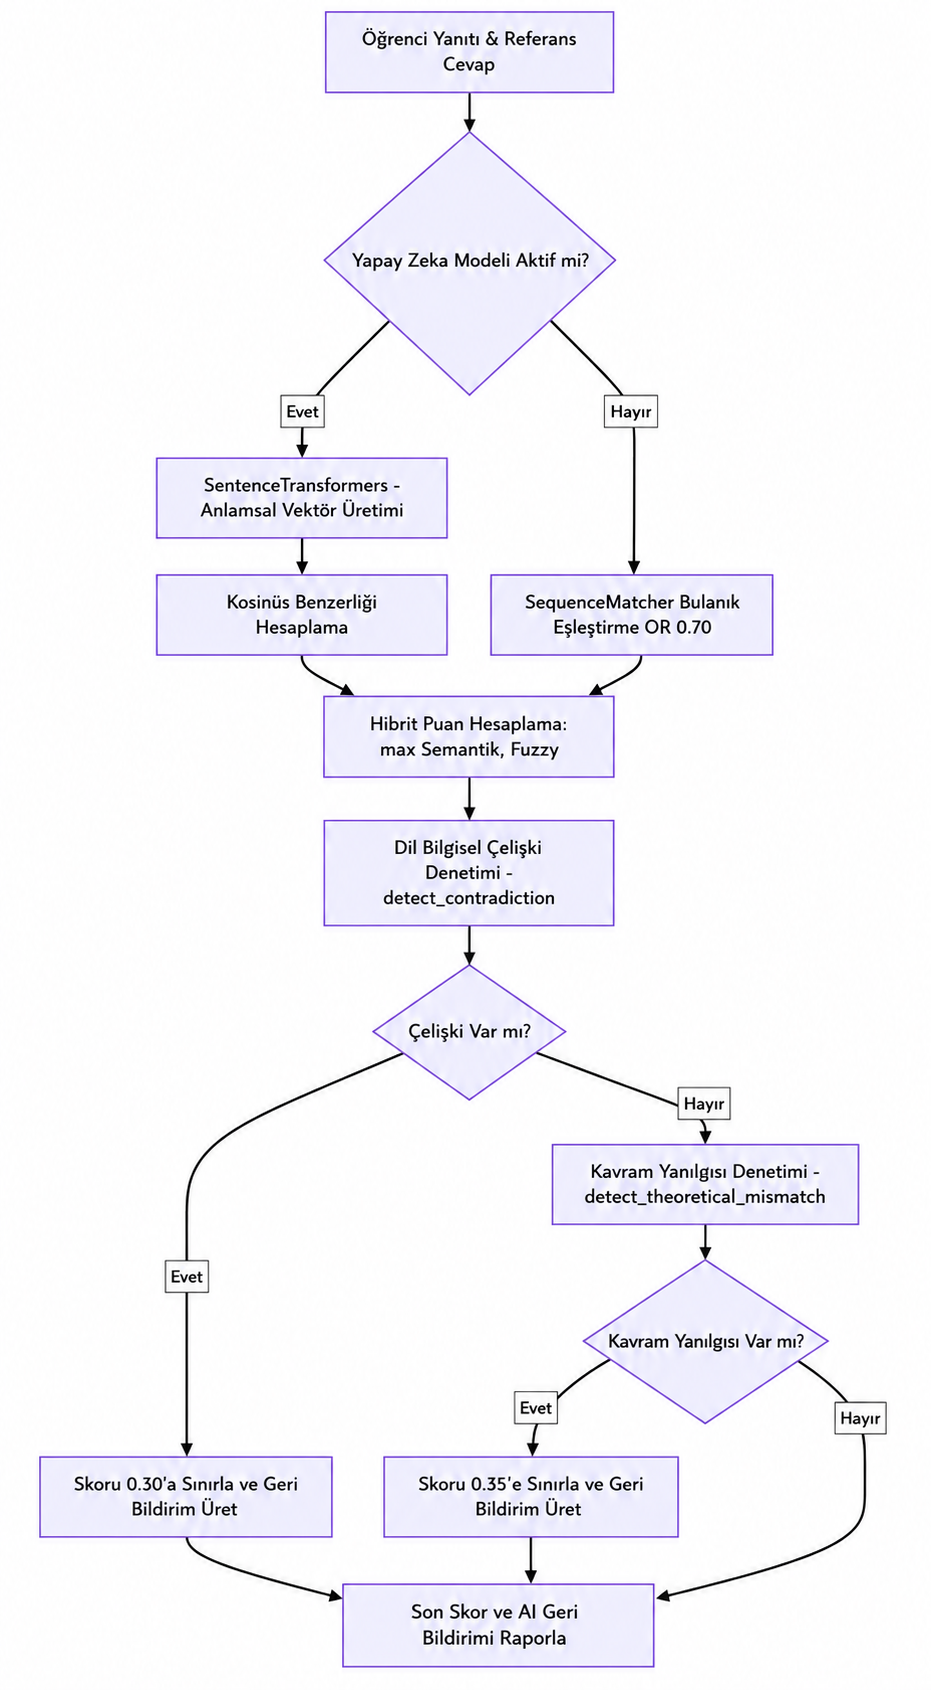 Öğrenci Yanıtı & Referans
Cevap
Yapay Zeka Modeli Aktif mi?
Evet
Hayır
SentenceTransformers -
Anlamsal Vektör Üretimi
Kosinüs Benzerliği
Hesaplama
SequenceMatcher Bulanık
Eşleştirme OR 0.70
Hibrit Puan Hesaplama:
max Semantik, Fuzzy
Dil Bilgisel Çelişki
Denetimi -
detect_contradiction
Çelişki Var mı?
Hayır
Kavram Yanılgısı Denetimi -
detect_theoretical_mismatch
Evet
Kavram Yanılgısı Var mı?
Evet
Hayır
Skoru 0.30'a Sınırla ve Geri
Bildirim Üret
Skoru 0.35'e Sınırla ve Geri
Bildirim Üret
Son Skor ve AI Geri
Bildirimi Raporla